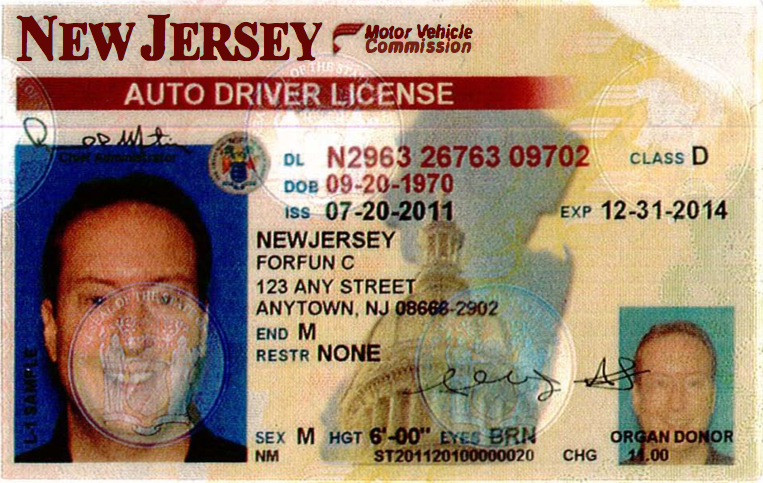 NEW JERSEY Motor Vehicle Commission
AUTO DRIVER LICENSE
Chief Administrator
DL N2963 26763 09702 CLASS D
DOB 09-20-1970
ISS 07-20-2011 EXP 12-31-2014
NEWJERSEY
FORFUN C
123 ANY STREET
ANYTOWN, NJ 08666-2902
END M
RESTR NONE
L-1 SAMPLE
SEX M HGT 6'-00" EYES BRN ORGAN DONOR
NM ST201120100000020 CHG 11.00